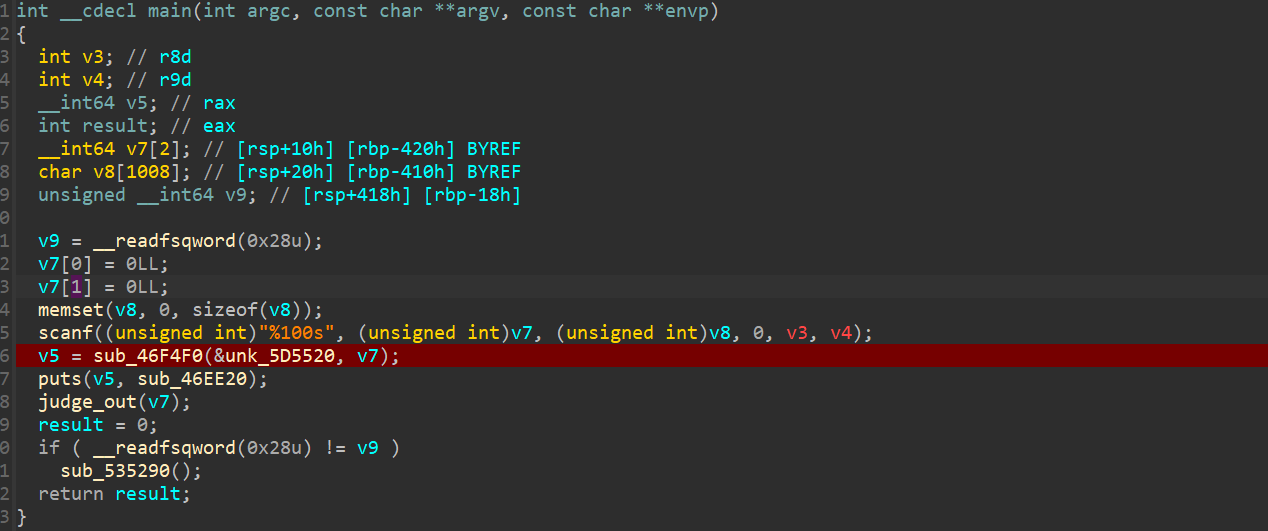 1 int __cdecl main(int argc, const char **argv, const char **envp)
2 {
3   int v3; // r8d
4   int v4; // r9d
5   __int64 v5; // rax
6   int result; // eax
7   __int64 v7[2]; // [rsp+10h] [rbp-420h] BYREF
8   char v8[1008]; // [rsp+20h] [rbp-410h] BYREF
9   unsigned __int64 v9; // [rsp+418h] [rbp-18h]
0
1   v9 = __readfsqword(0x28u);
2   v7[0] = 0LL;
3   v7[1] = 0LL;
4   memset(v8, 0, sizeof(v8));
5   scanf((unsigned int)"%100s", (unsigned int)v7, (unsigned int)v8, 0, v3, v4);
6   v5 = sub_46F4F0(&unk_5D5520, v7);
7   puts(v5, sub_46EE20);
8   judge_out(v7);
9   result = 0;
0   if ( __readfsqword(0x28u) != v9 )
1     sub_535290();
2   return result;
3 }